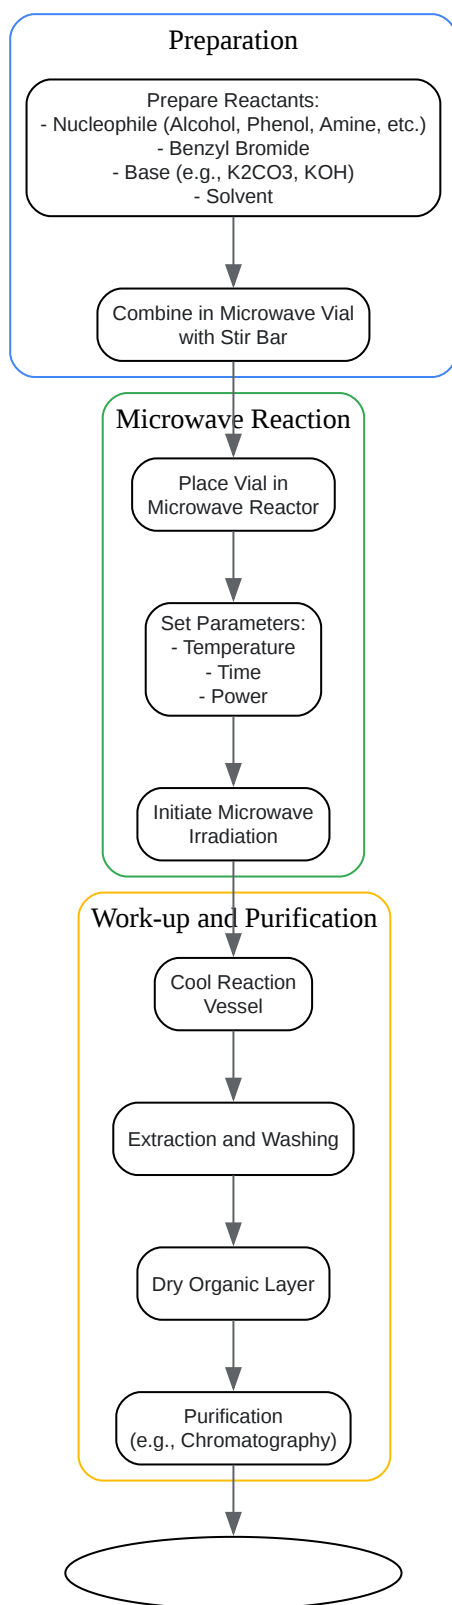 Preparation
Prepare Reactants:
- Nucleophile (Alcohol, Phenol, Amine, etc.)
- Benzyl Bromide
- Base (e.g., K2CO3, KOH)
- Solvent
Combine in Microwave Vial
with Stir Bar
Microwave Reaction
Place Vial in
Microwave Reactor
Set Parameters:
- Temperature
- Time
- Power
Initiate Microwave
Irradiation
Work-up and Purification
Cool Reaction
Vessel
Extraction and Washing
Dry Organic Layer
Purification
(e.g., Chromatography)